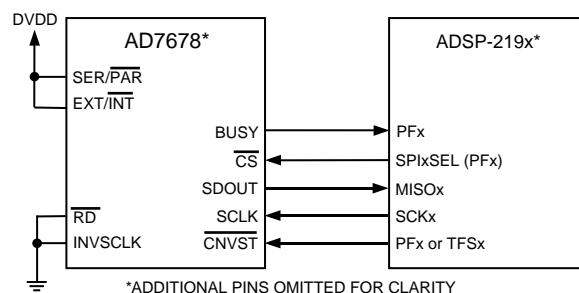 DVDD
AD7678*
ADSP-219x*
SER/PAR
EXT/INT
BUSY
PFx
CS
SPIxSEL (PFx)
SDOUT
MISOx
RD
SCLK
SCKx
INVSCLK
CNVST
PFx or TFSx
*ADDITIONAL PINS OMITTED FOR CLARITY